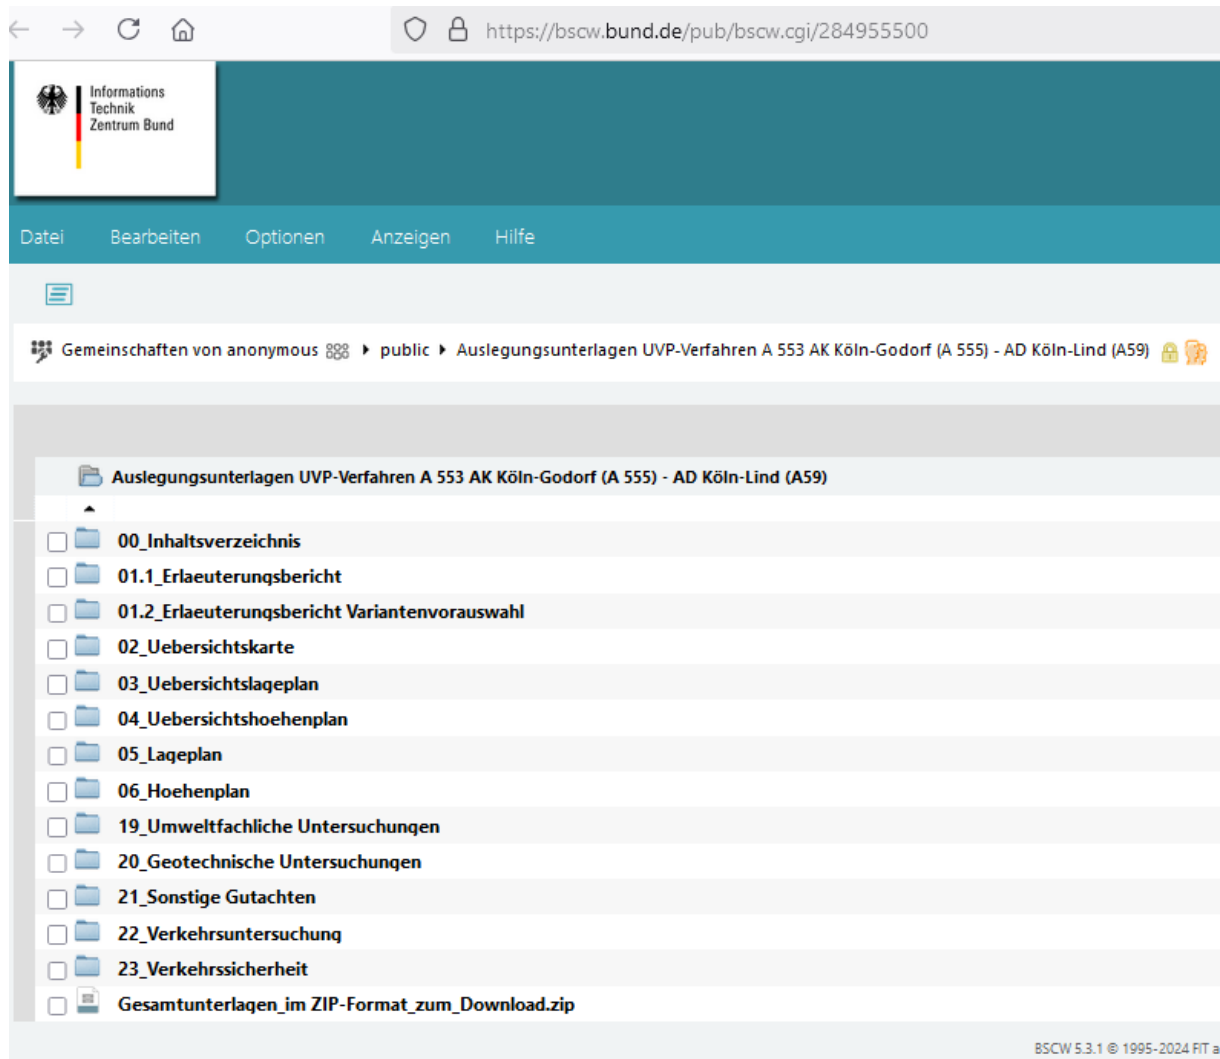 https://bscw.bund.de/pub/bscw.cgi/284955500
Informations
Technik
Zentrum Bund
Datei Bearbeiten Optionen Anzeigen Hilfe
Gemeinschaften von anonymous public Auslegungsunterlagen UVP-Verfahren A 553 AK Köln-Godorf (A 555) - AD Köln-Lind (A59)
Auslegungsunterlagen UVP-Verfahren A 553 AK Köln-Godorf (A 555) - AD Köln-Lind (A59)
00_Inhaltsverzeichnis
01.1_Erlaeuterungsbericht
01.2_Erlaeuterungsbericht Variantenvorauswahl
02_Uebersichtskarte
03_Uebersichtslageplan
04_Uebersichtshoehenplan
05_Lageplan
06_Hoehenplan
19_Umweltfachliche Untersuchungen
20_Geotechnische Untersuchungen
21_Sonstige Gutachten
22_Verkehrsuntersuchung
23_Verkehrssicherheit
Gesamtunterlagen_im ZIP-Format_zum_Download.zip
BSCW 5.3.1 © 1995-2024 FIT a